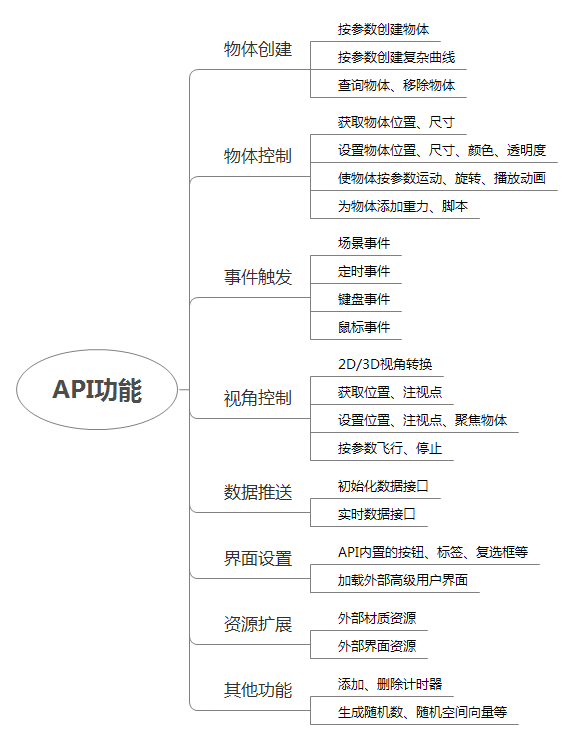 API功能
物体创建
按参数创建物体
按参数创建复杂曲线
查询物体、移除物体
物体控制
获取物体位置、尺寸
设置物体位置、尺寸、颜色、透明度
使物体按参数运动、旋转、播放动画
为物体添加重力、脚本
事件触发
场景事件
定时事件
键盘事件
鼠标事件
视角控制
2D/3D视角转换
获取位置、注视点
设置位置、注视点、聚焦物体
按参数飞行、停止
数据推送
初始化数据接口
实时数据接口
界面设置
API内置的按钮、标签、复选框等
加载外部高级用户界面
资源扩展
外部材质资源
外部界面资源
其他功能
添加、删除计时器
生成随机数、随机空间向量等